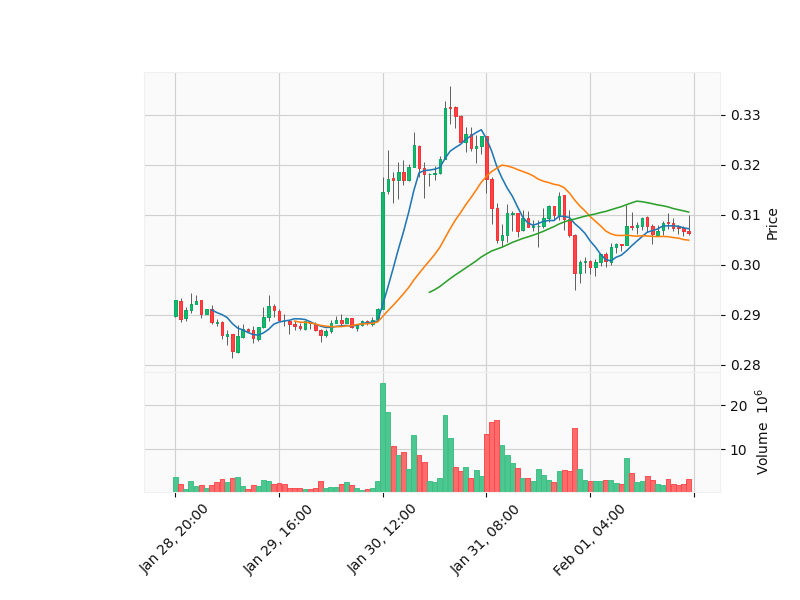 0.33
0.32
0.31
0.30
0.29
0.28
Price
20
10
Volume 10^6
Jan 28, 20:00
Jan 29, 16:00
Jan 30, 12:00
Jan 31, 08:00
Feb 01, 04:00